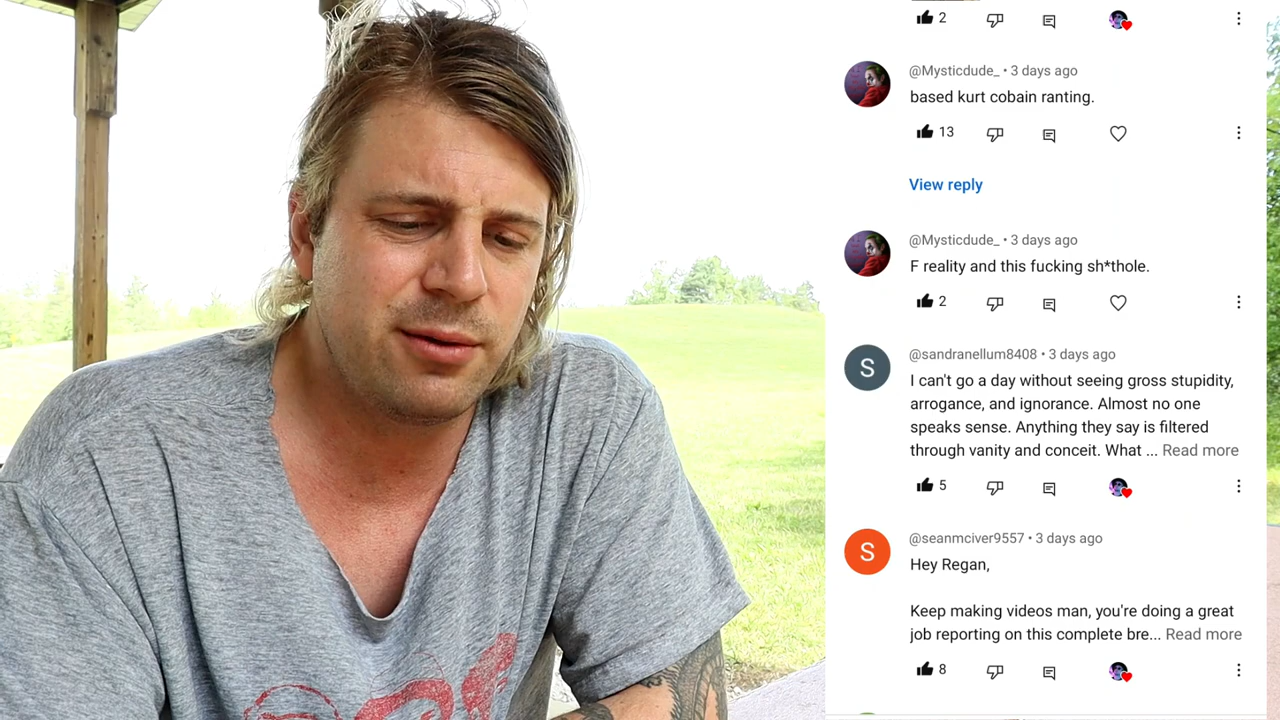 2
@Mysticdude_ • 3 days ago
based kurt cobain ranting.
13
View reply
@Mysticdude_ • 3 days ago
F reality and this fucking sh*thole.
2
S
@sandranellum8408 • 3 days ago
I can't go a day without seeing gross stupidity,
arrogance, and ignorance. Almost no one
speaks sense. Anything they say is filtered
through vanity and conceit. What ... Read more
5
S
@seanmciver9557 • 3 days ago
Hey Regan,
Keep making videos man, you're doing a great
job reporting on this complete bre... Read more
8